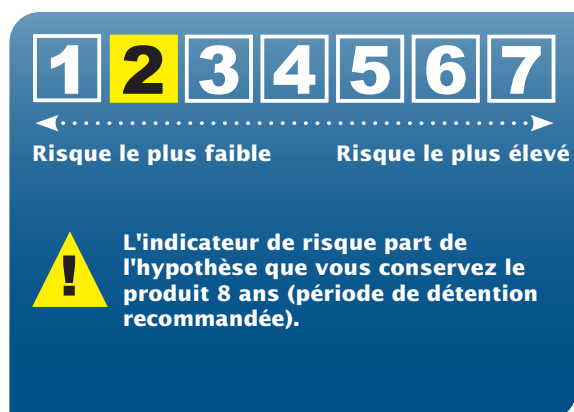 1 2 3 4 5 6 7
Risque le plus faible Risque le plus élevé
! L'indicateur de risque part de
l'hypothèse que vous conservez le
produit 8 ans (période de détention
recommandée).